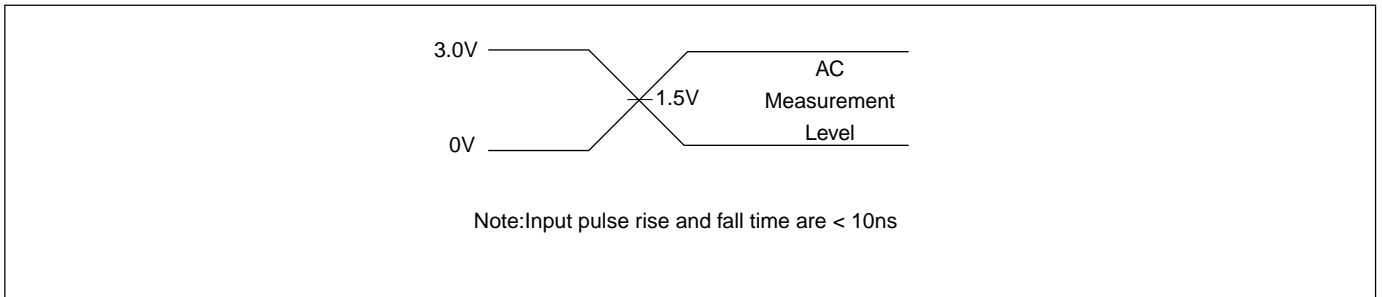 3.0V
AC
1.5V
Measurement
Level
0V
Note:Input pulse rise and fall time are < 10ns